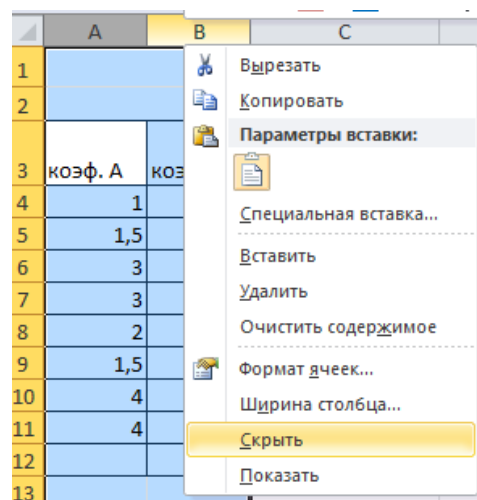 A B C
1
2
3 коэф. А коэ
4 1
5 1,5
6 3
7 3
8 2
9 1,5
10 4
11 4
12
13
Вырезать
Копировать
Параметры вставки:
Специальная вставка...
Вставить
Удалить
Очистить содержимое
Формат ячеек...
Ширина столбца...
Скрыть
Показать